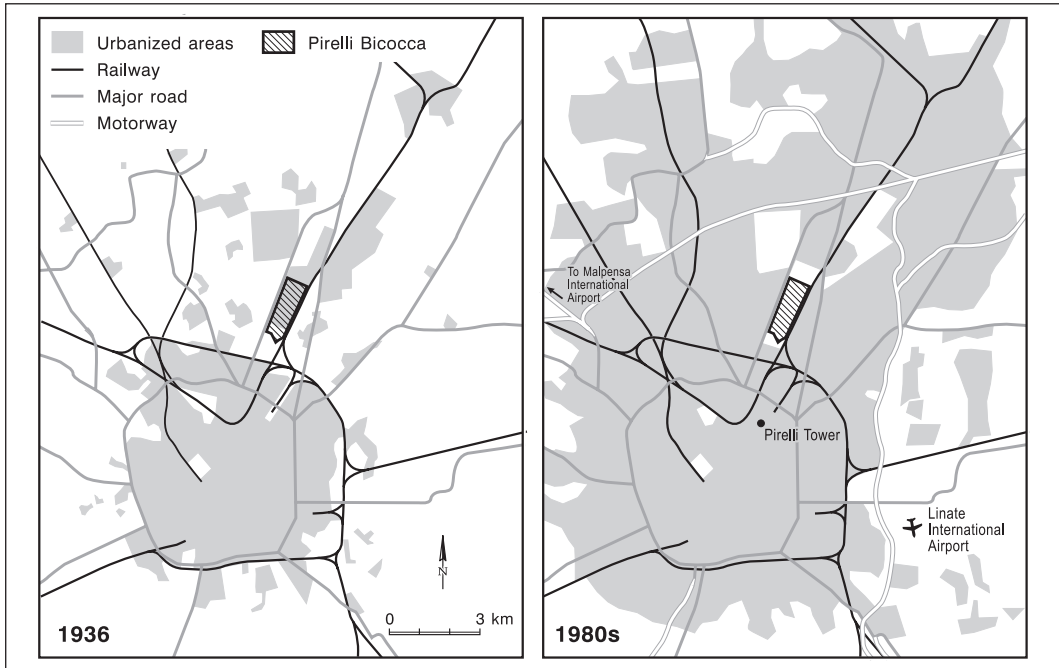 Urbanized areas
Pirelli Bicocca
Railway
Major road
Motorway
N
0 3 km
1936
To Malpensa
International
Airport
Pirelli Tower
Linate
International
Airport
1980s